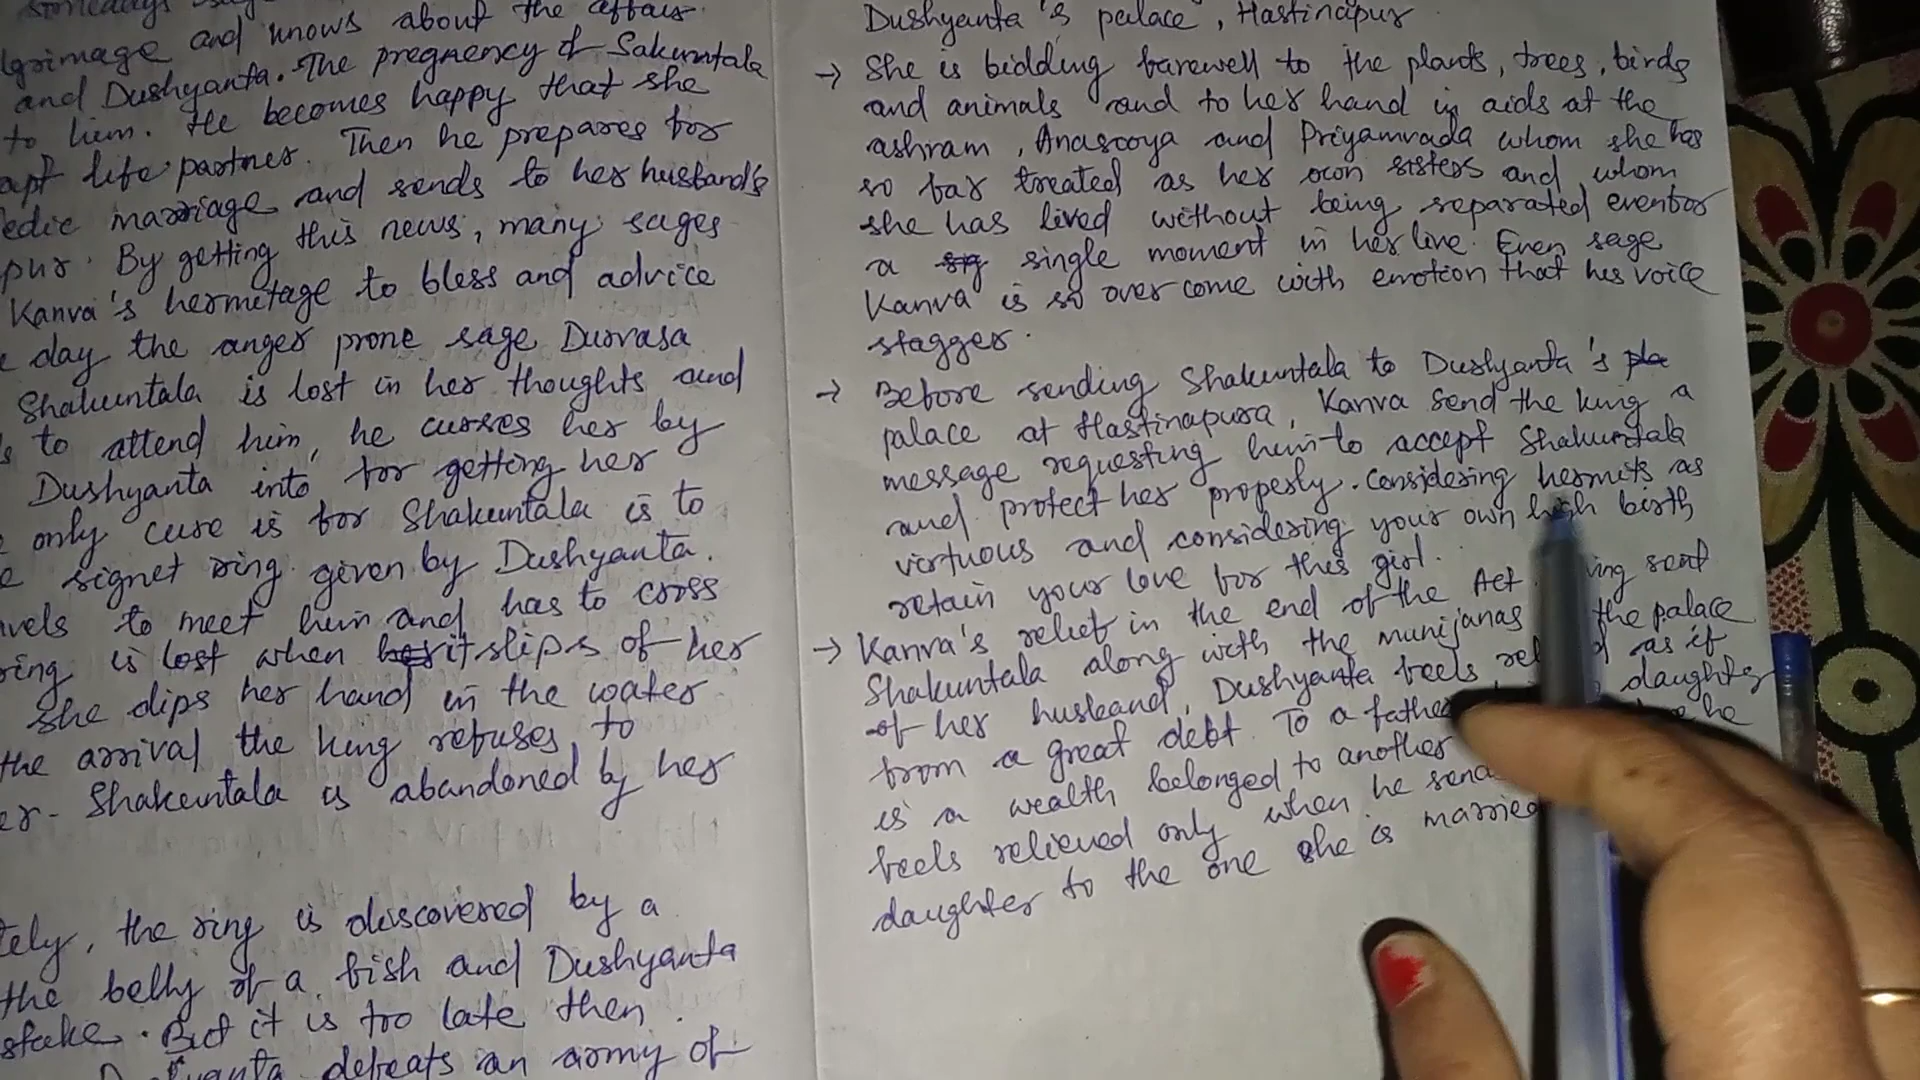 lgrimage and knows about the affair
and Dushyanta. The pregnency of Sakuntala
to him. He becomes happy that she
apt life partner. Then he prepares for
edic marriage and sends to her husband's
pur. By getting this news, many sages
Kanva's hermitage to bless and advice
e day the anger prone sage Durvasa
Shakuntala is lost in her thoughts and
s to attend him, he curses her by
Dushyanta into for getting her
e only cure is for Shakuntala is to
e signet ring given by Dushyanta.
avels to meet him and has to cross
ring is lost when it slips of her
she dips her hand in the water
the arrival the king refuses to
er. Shakuntala is abandoned by her
tely, the ring is discovered by a
the belly of a fish and Dushyanta
stake. But it is too late then.
defeats an army of
Dushyanta's palace, Hastinapur
→ She is bidding farewell to the plants, trees, birds
and animals and to her hand in aids at the
ashram, Anasooya and Priyamvada whom she has
so far treated as her own sisters and whom
she has lived without being separated even for
a single moment in her live. Even sage
Kanva is so over come with emotion that his voice
stagger.
→ Before sending Shakuntala to Dushyanta's
palace at Hastinapura, Kanva send the king a
message requesting him to accept Shakuntala
and protect her properly. Considering hermits as
virtuous and considering your own high birth
retain your love for this girl.
→ Kanva's relief in the end of the Act sent
Shakuntala along with the munijanas the palace
of her husband, Dushyanta feels as if
from a great debt. To a father daughter
is a wealth belonged to another he
feels relieved only when he send
daughter to the one she is married